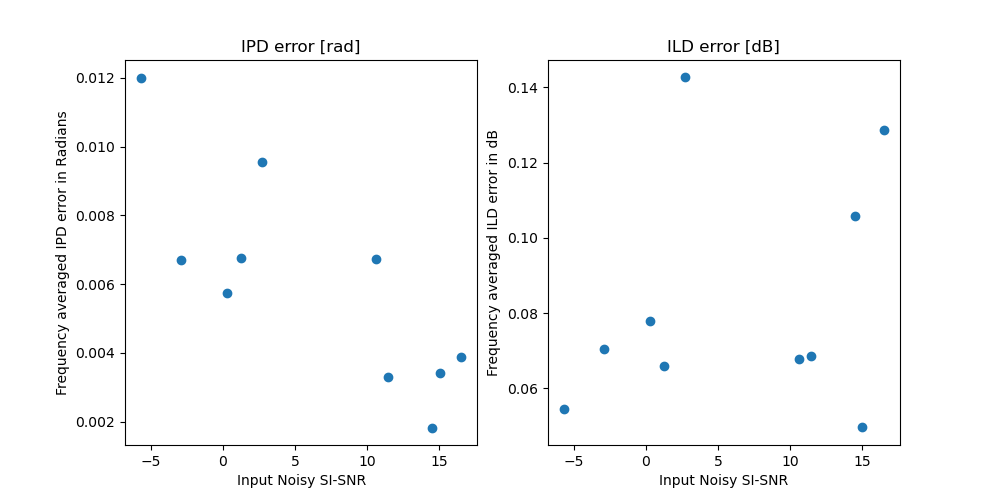 IPD error [rad]
Frequency averaged IPD error in Radians
0.012
0.010
0.008
0.006
0.004
0.002
−5 0 5 10 15
Input Noisy SI-SNR
ILD error [dB]
Frequency averaged ILD error in dB
0.14
0.12
0.10
0.08
0.06
−5 0 5 10 15
Input Noisy SI-SNR